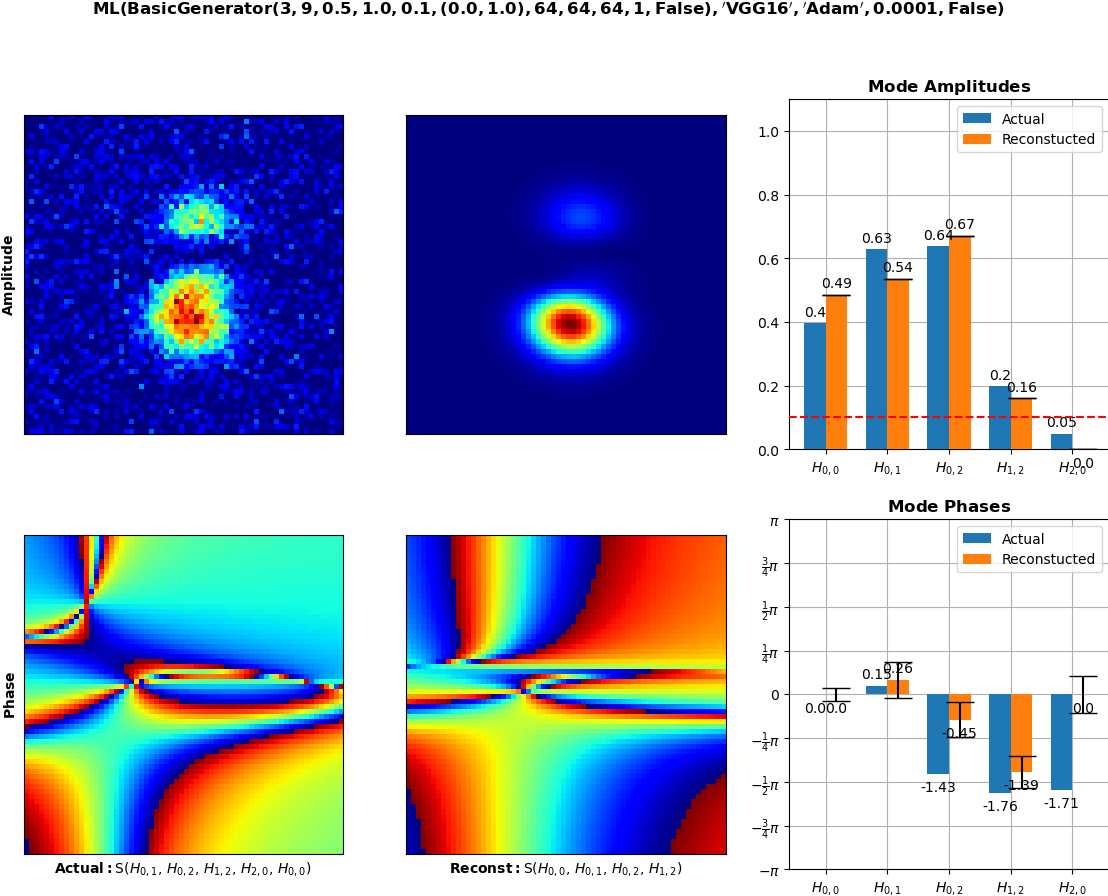 ML(BasicGenerator(3, 9, 0.5, 1.0, 0.1, (0.0, 1.0), 64, 64, 64, 1, False), ′VGG16′, ′Adam′, 0.0001, False)
Amplitude
Mode Amplitudes
Actual
Reconstucted
1.0
0.8
0.6
0.4
0.2
0.0
0.4
0.49
0.63
0.54
0.64
0.67
0.2
0.16
0.05
0.0
H0,0
H0,1
H0,2
H1,2
H2,0
Phase
Actual: S(H0,1, H0,2, H1,2, H2,0, H0,0)
Reconst: S(H0,0, H0,1, H0,2, H1,2)
Mode Phases
Actual
Reconstucted
π
3/4π
1/2π
1/4π
0
−1/4π
−1/2π
−3/4π
−π
0.0
0.0
0.15
0.26
-1.43
-0.45
-1.76
-1.39
-1.71
0.0
H0,0
H0,1
H0,2
H1,2
H2,0